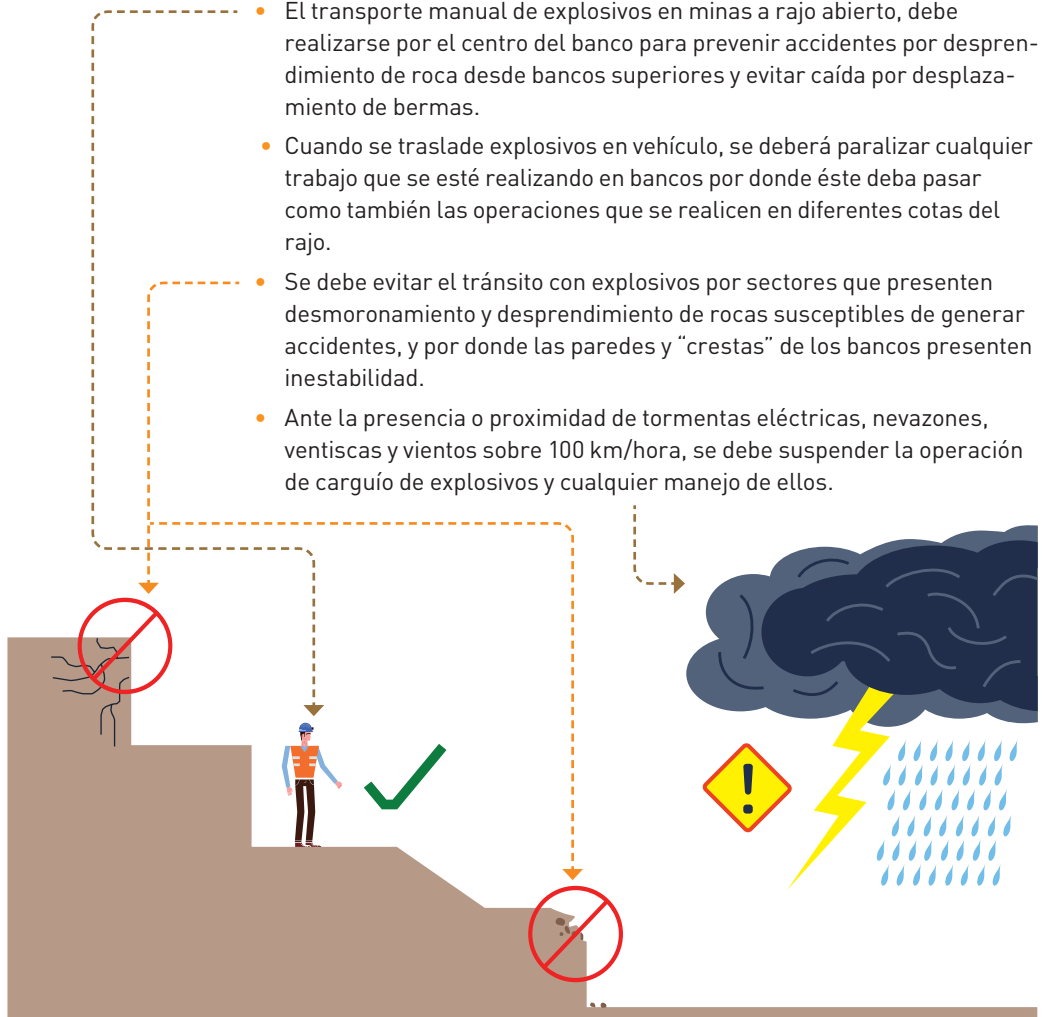 • El transporte manual de explosivos en minas a rajo abierto, debe
realizarse por el centro del banco para prevenir accidentes por despren-
dimiento de roca desde bancos superiores y evitar caída por desplaza-
miento de bermas.
• Cuando se traslade explosivos en vehículo, se deberá paralizar cualquier
trabajo que se esté realizando en bancos por donde éste deba pasar
como también las operaciones que se realicen en diferentes cotas del
rajo.
• Se debe evitar el tránsito con explosivos por sectores que presenten
desmoronamiento y desprendimiento de rocas susceptibles de generar
accidentes, y por donde las paredes y “crestas” de los bancos presenten
inestabilidad.
• Ante la presencia o proximidad de tormentas eléctricas, nevazones,
ventiscas y vientos sobre 100 km/hora, se debe suspender la operación
de carguío de explosivos y cualquier manejo de ellos.
!